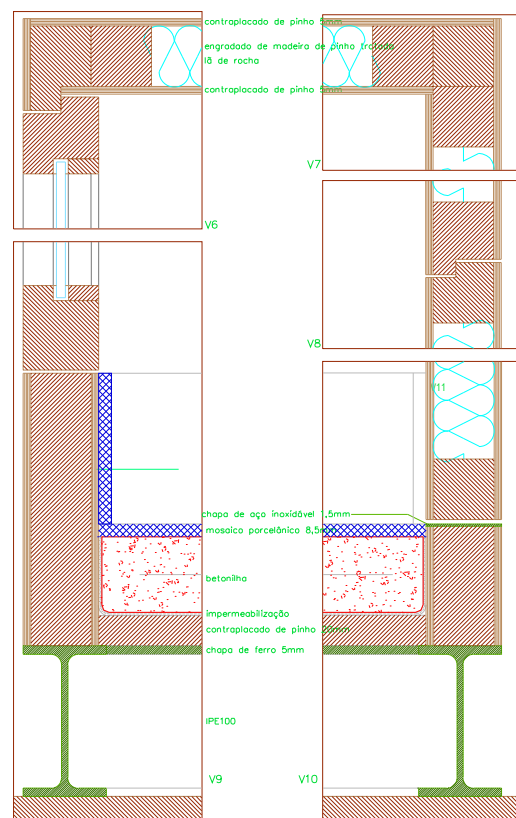 contraplacado de pinho 5mm
engradado de madeira de pinho tratada
lã de rocha
contraplacado de pinho 5mm
V7
V6
V8
V11
chapa de aça inoxidável 1,5mm
mosaico porcelânico 8,5mm
betonilha
impermeabilização
contraplacado de pinho 20mm
chapa de ferro 5mm
IPE100
V9
V10